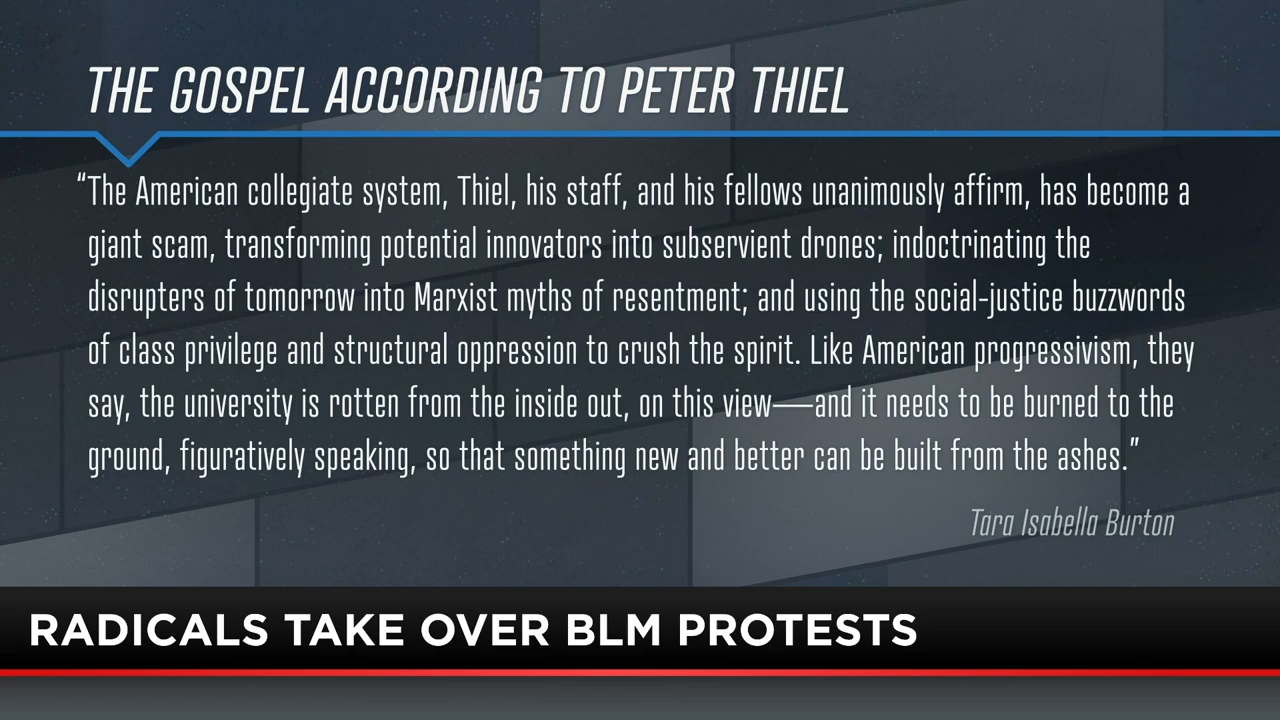 THE GOSPEL ACCORDING TO PETER THIEL
“The American collegiate system, Thiel, his staff, and his fellows unanimously affirm, has become a
giant scam, transforming potential innovators into subservient drones; indoctrinating the
disrupters of tomorrow into Marxist myths of resentment; and using the social-justice buzzwords
of class privilege and structural oppression to crush the spirit. Like American progressivism, they
say, the university is rotten from the inside out, on this view—and it needs to be burned to the
ground, figuratively speaking, so that something new and better can be built from the ashes.”
Tara Isabella Burton
RADICALS TAKE OVER BLM PROTESTS